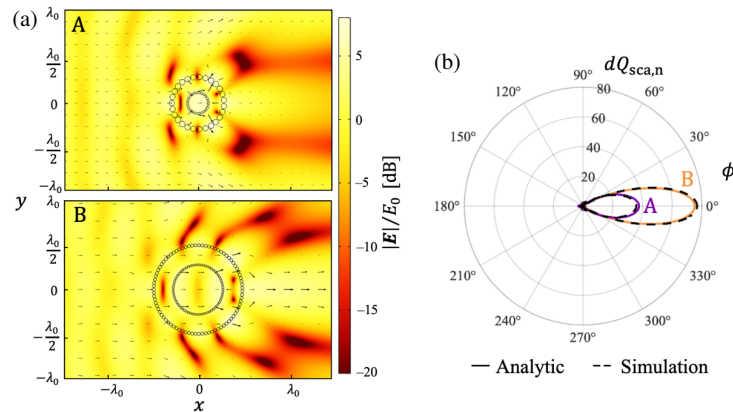 (a)
A
λ₀
λ₀/2
0
−λ₀/2
−λ₀
y
B
λ₀
λ₀/2
0
−λ₀/2
−λ₀
−λ₀ 0 λ₀
x
5
0
−5
−10
−15
−20
|E|/E₀ [dB]
(b)
dQsca,n
90°
120° 60°
80
60
150° 30°
40
20
ϕ
B
180° A 0°
210° 330°
240° 300°
270°
— Analytic -- Simulation